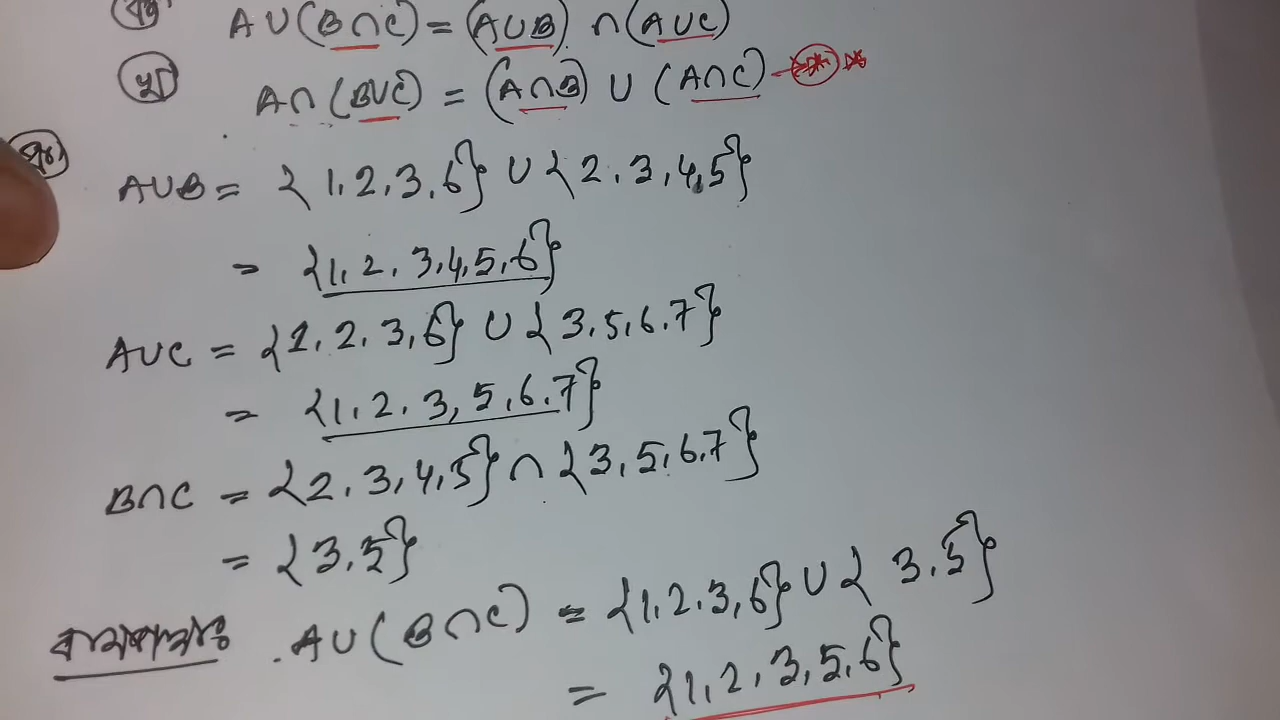 A∪(B∩C) = (A∪B) ∩ (A∪C)
A∩(B∪C) = (A∩B) ∪ (A∩C)
A∪B = {1,2,3,6} ∪ {2,3,4,5}
= {1,2,3,4,5,6}
A∪C = {1,2,3,6} ∪ {3,5,6,7}
= {1,2,3,5,6,7}
B∩C = {2,3,4,5} ∩ {3,5,6,7}
= {3,5}
বামপক্ষ A∪(B∩C) = {1,2,3,6} ∪ {3,5}
= {1,2,3,5,6}